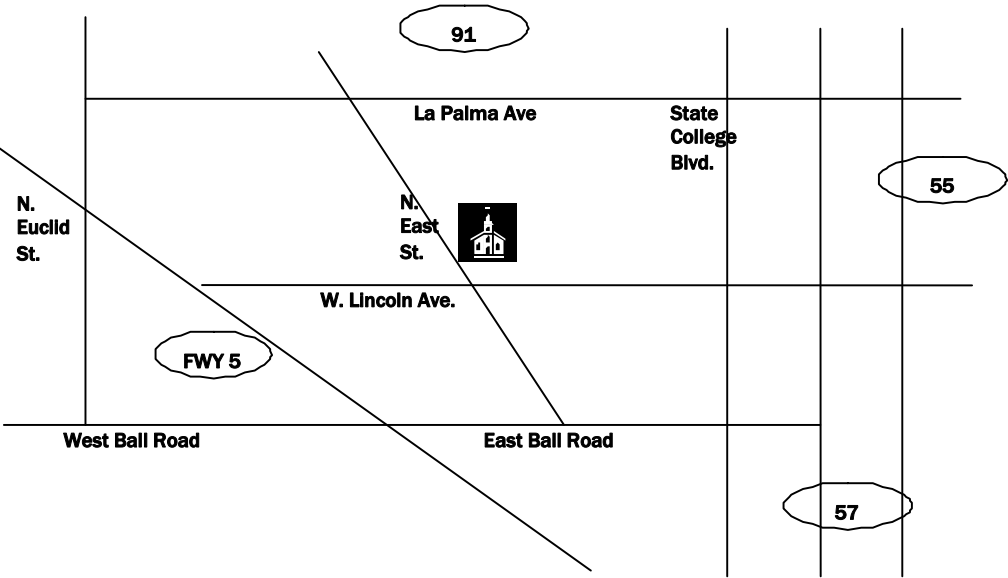 91
La Palma Ave
State
College
Blvd.
55
N.
Euclid
St.
N.
East
St.
W. Lincoln Ave.
FWY 5
West Ball Road
East Ball Road
57